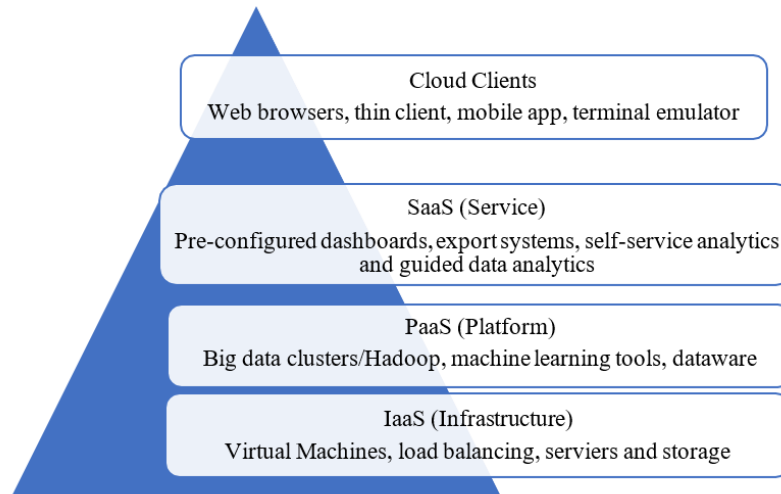 Cloud Clients
Web browsers, thin client, mobile app, terminal emulator
SaaS (Service)
Pre-configured dashboards, export systems, self-service analytics
and guided data analytics
PaaS (Platform)
Big data clusters/Hadoop, machine learning tools, dataware
IaaS (Infrastructure)
Virtual Machines, load balancing, serviers and storage